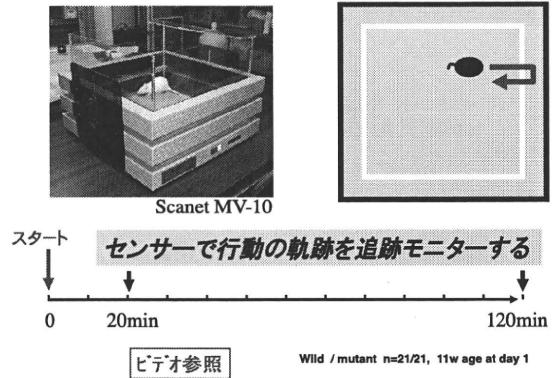 Scanet MV-10
スタート
センサーで行動の軌跡を追跡モニターする
0 20min 120min
ビデオ参照
Wild / mutant n=21/21, 11w age at day 1